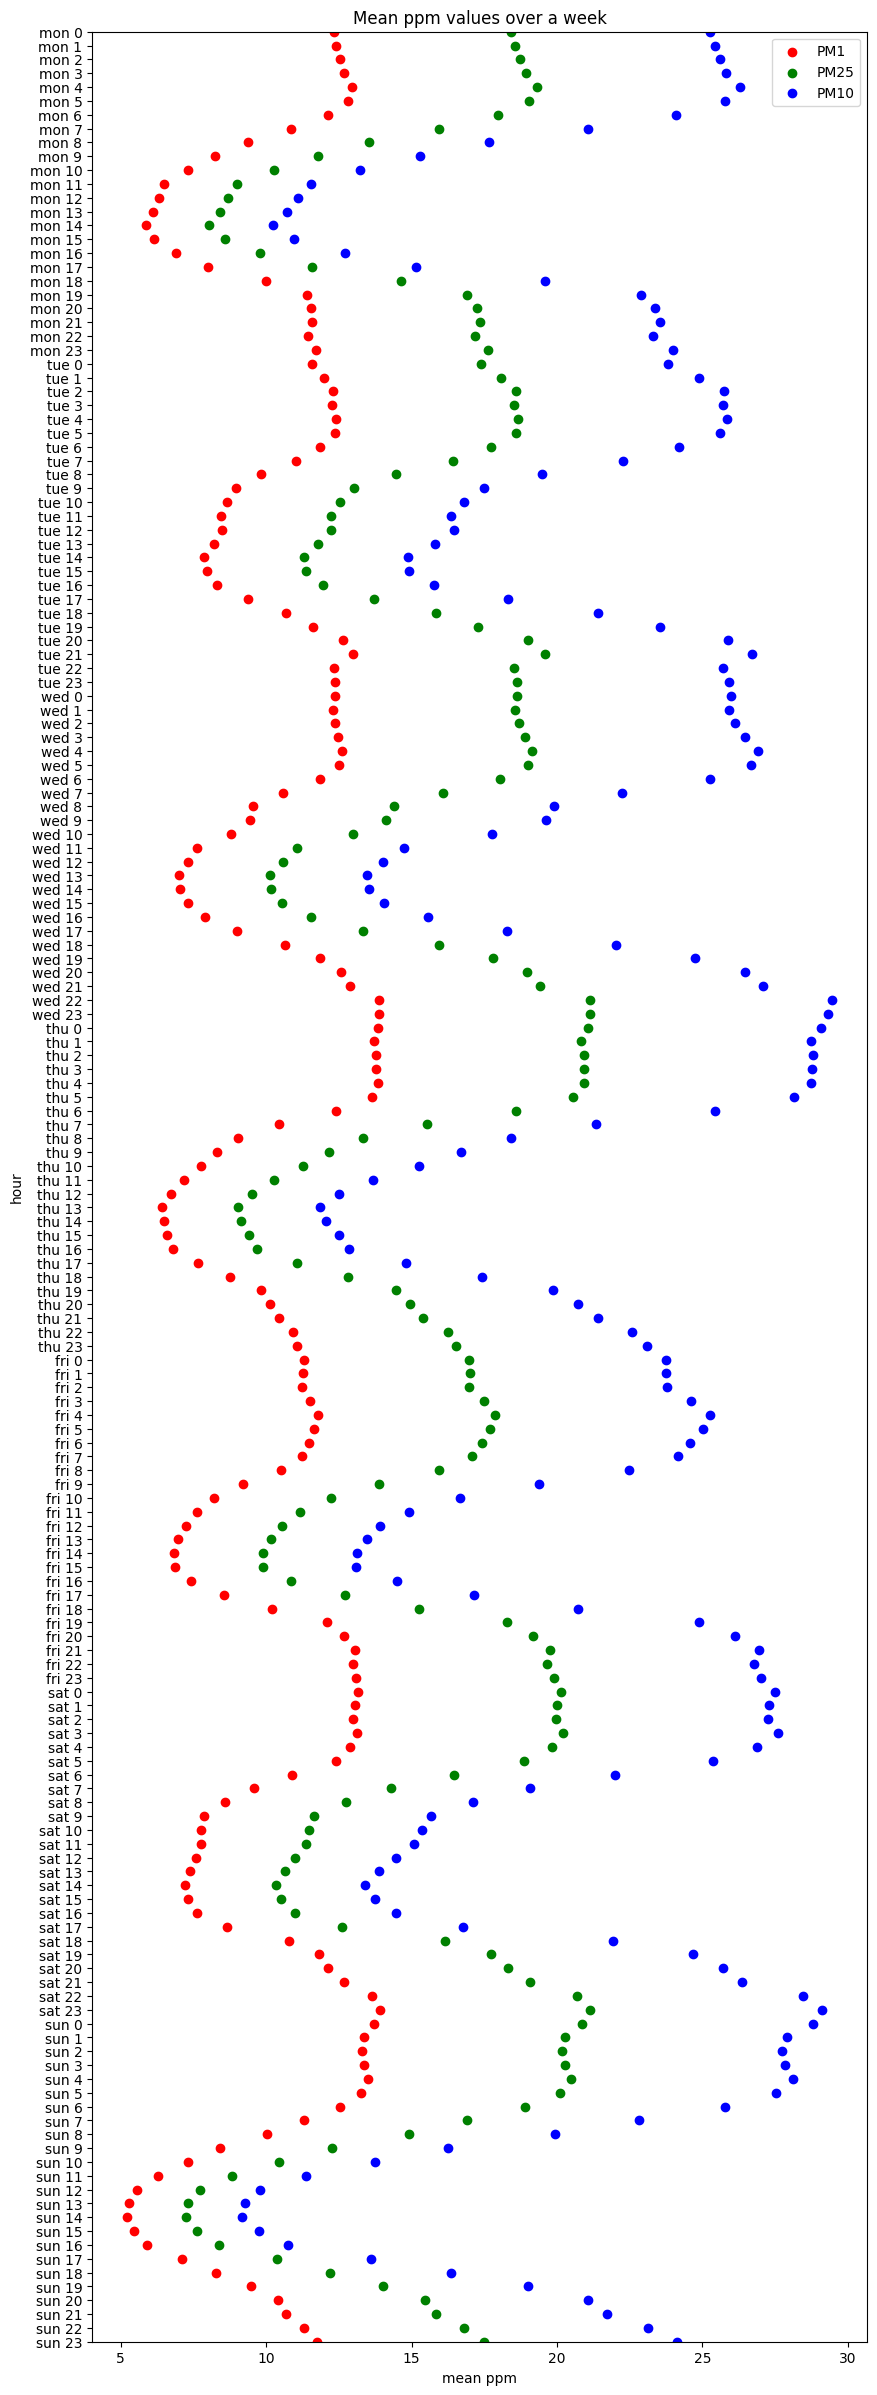 Mean ppm values over a week
PM1
PM25
PM10
mon 0
mon 1
mon 2
mon 3
mon 4
mon 5
mon 6
mon 7
mon 8
mon 9
mon 10
mon 11
mon 12
mon 13
mon 14
mon 15
mon 16
mon 17
mon 18
mon 19
mon 20
mon 21
mon 22
mon 23
tue 0
tue 1
tue 2
tue 3
tue 4
tue 5
tue 6
tue 7
tue 8
tue 9
tue 10
tue 11
tue 12
tue 13
tue 14
tue 15
tue 16
tue 17
tue 18
tue 19
tue 20
tue 21
tue 22
tue 23
wed 0
wed 1
wed 2
wed 3
wed 4
wed 5
wed 6
wed 7
wed 8
wed 9
wed 10
wed 11
wed 12
wed 13
wed 14
wed 15
wed 16
wed 17
wed 18
wed 19
wed 20
wed 21
wed 22
wed 23
thu 0
thu 1
thu 2
thu 3
thu 4
thu 5
thu 6
thu 7
thu 8
thu 9
thu 10
thu 11
thu 12
thu 13
thu 14
thu 15
thu 16
thu 17
thu 18
thu 19
thu 20
thu 21
thu 22
thu 23
fri 0
fri 1
fri 2
fri 3
fri 4
fri 5
fri 6
fri 7
fri 8
fri 9
fri 10
fri 11
fri 12
fri 13
fri 14
fri 15
fri 16
fri 17
fri 18
fri 19
fri 20
fri 21
fri 22
fri 23
sat 0
sat 1
sat 2
sat 3
sat 4
sat 5
sat 6
sat 7
sat 8
sat 9
sat 10
sat 11
sat 12
sat 13
sat 14
sat 15
sat 16
sat 17
sat 18
sat 19
sat 20
sat 21
sat 22
sat 23
sun 0
sun 1
sun 2
sun 3
sun 4
sun 5
sun 6
sun 7
sun 8
sun 9
sun 10
sun 11
sun 12
sun 13
sun 14
sun 15
sun 16
sun 17
sun 18
sun 19
sun 20
sun 21
sun 22
sun 23
hour
5 10 15 20 25 30
mean ppm